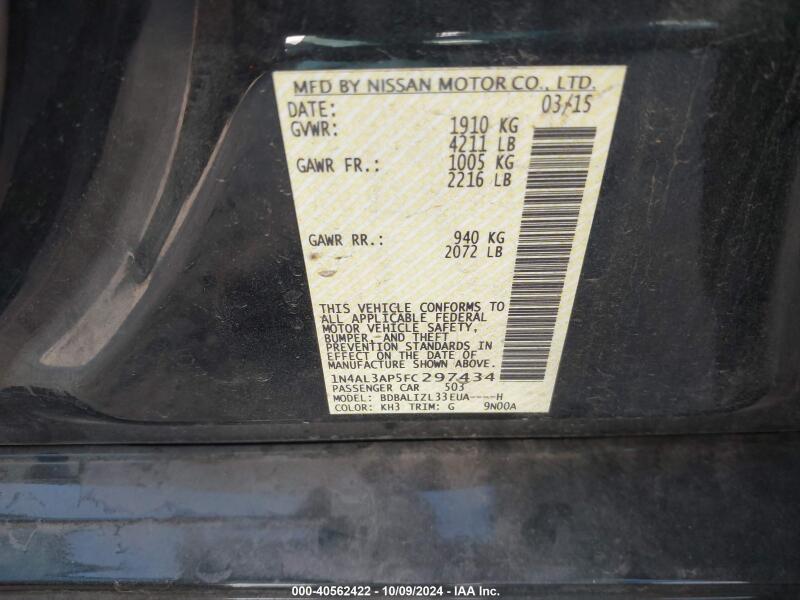 MFD BY NISSAN MOTOR CO., LTD.
DATE: 03/15
GVWR: 1910 KG
4211 LB
GAWR FR.: 1005 KG
2216 LB
GAWR RR.: 940 KG
2072 LB
THIS VEHICLE CONFORMS TO
ALL APPLICABLE FEDERAL
MOTOR VEHICLE SAFETY,
BUMPER, AND THEFT
PREVENTION STANDARDS IN
EFFECT ON THE DATE OF
MANUFACTURE SHOWN ABOVE.
1N4AL3AP5FC297434
PASSENGER CAR 503
MODEL: BDBALIZL33EUA----H
COLOR: KH3 TRIM: G 9N00A
000-40562422 - 10/09/2024 - IAA Inc.